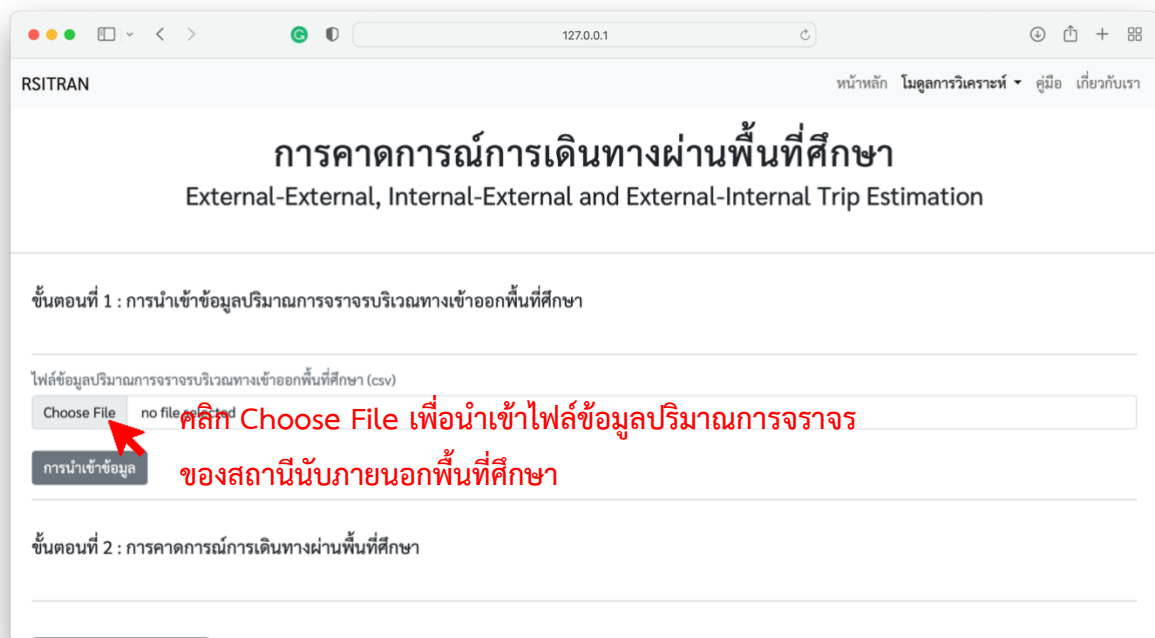 127.0.0.1
RSITRAN
หน้าหลัก โมดูลการวิเคราะห์ คู่มือ เกี่ยวกับเรา
การคาดการณ์การเดินทางผ่านพื้นที่ศึกษา
External-External, Internal-External and External-Internal Trip Estimation
ขั้นตอนที่ 1 : การนำเข้าข้อมูลปริมาณการจราจรบริเวณทางเข้าออกพื้นที่ศึกษา
ไฟล์ข้อมูลปริมาณการจราจรบริเวณทางเข้าออกพื้นที่ศึกษา (csv)
Choose File no file selected
คลิก Choose File เพื่อนำเข้าไฟล์ข้อมูลปริมาณการจราจร
ของสถานีนับภายนอกพื้นที่ศึกษา
การนำเข้าข้อมูล
ขั้นตอนที่ 2 : การคาดการณ์การเดินทางผ่านพื้นที่ศึกษา